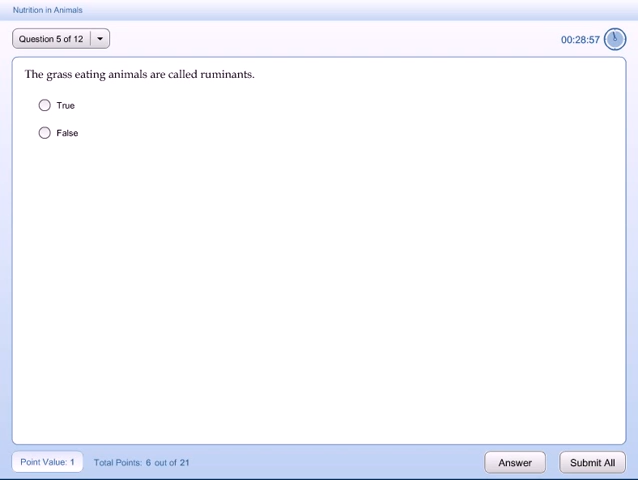 Nutrition in Animals
Question 5 of 12
00:28:57
The grass eating animals are called ruminants.
True
False
Point Value: 1
Total Points: 6 out of 21
Answer
Submit All